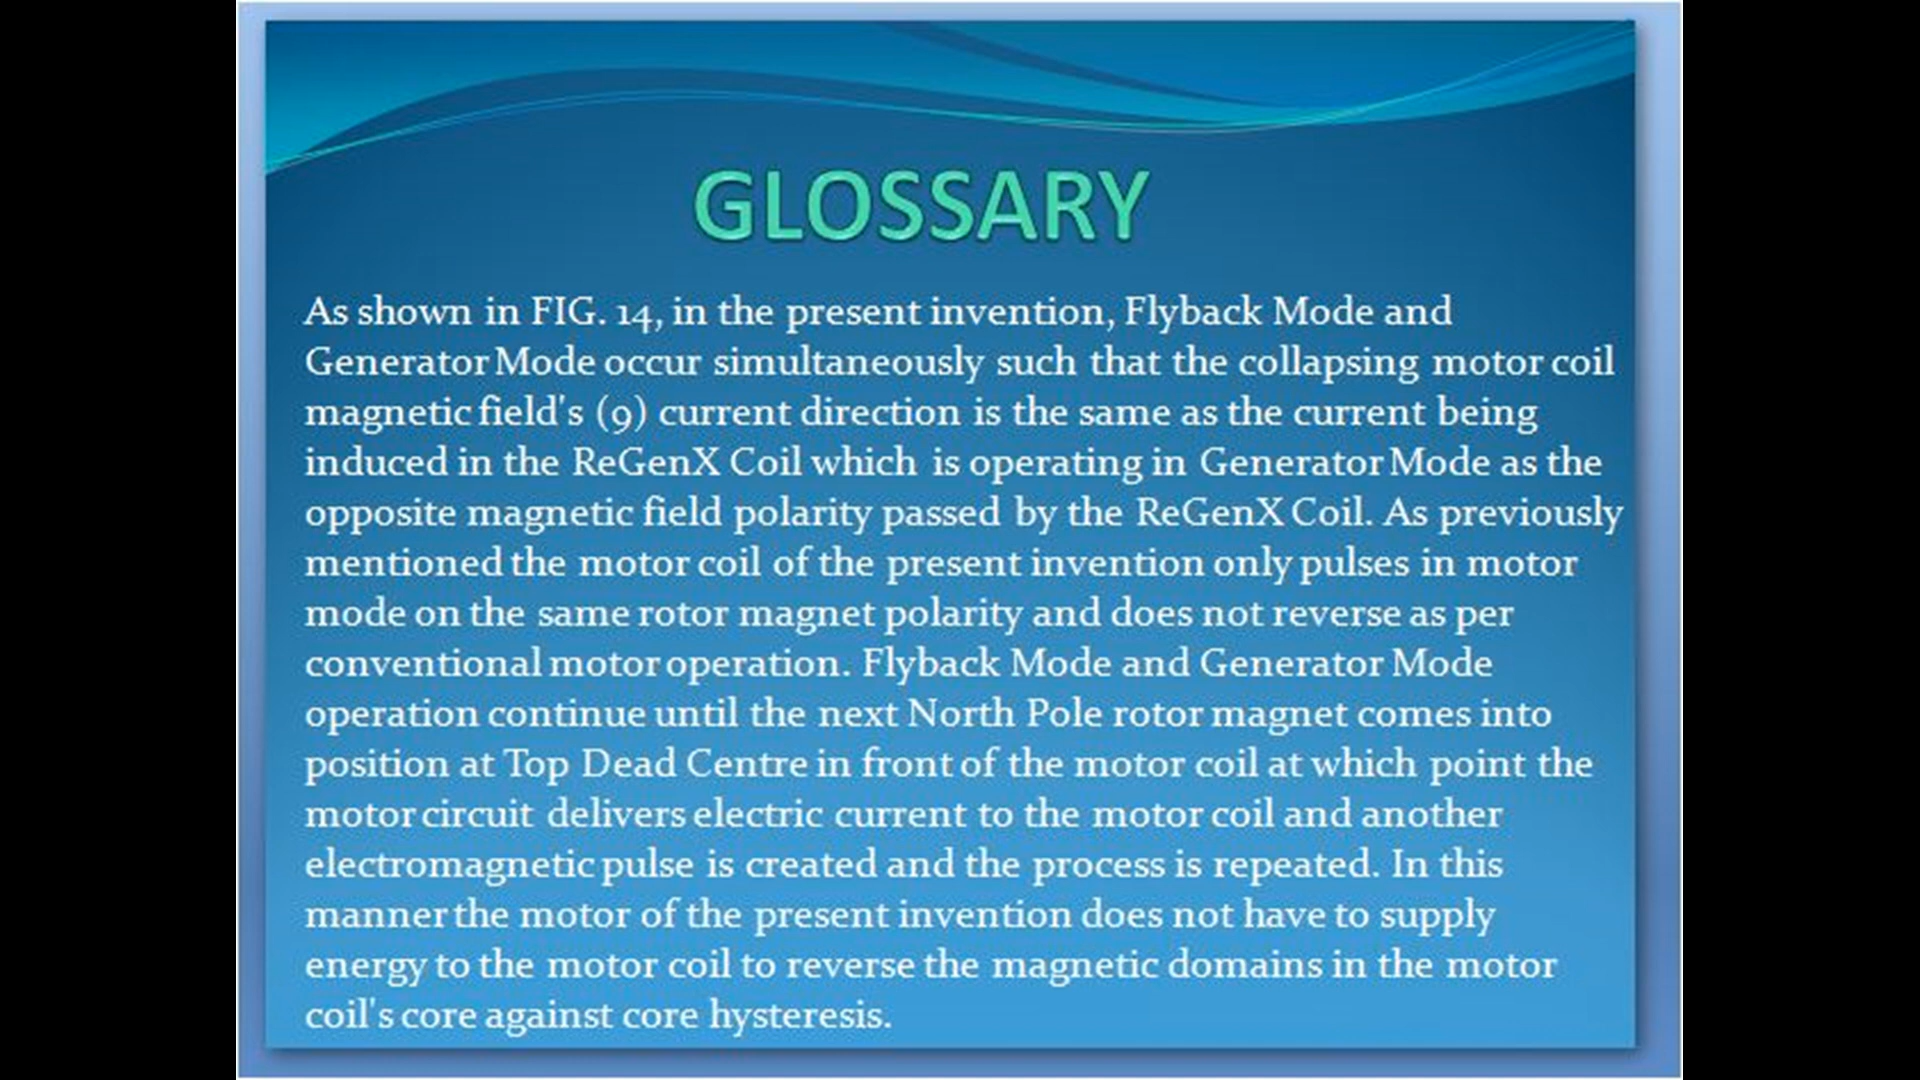 GLOSSARY
As shown in FIG. 14, in the present invention, Flyback Mode and
Generator Mode occur simultaneously such that the collapsing motor coil
magnetic field's (9) current direction is the same as the current being
induced in the ReGenX Coil which is operating in Generator Mode as the
opposite magnetic field polarity passed by the ReGenX Coil. As previously
mentioned the motor coil of the present invention only pulses in motor
mode on the same rotor magnet polarity and does not reverse as per
conventional motor operation. Flyback Mode and Generator Mode
operation continue until the next North Pole rotor magnet comes into
position at Top Dead Centre in front of the motor coil at which point the
motor circuit delivers electric current to the motor coil and another
electromagnetic pulse is created and the process is repeated. In this
manner the motor of the present invention does not have to supply
energy to the motor coil to reverse the magnetic domains in the motor
coil's core against core hysteresis.